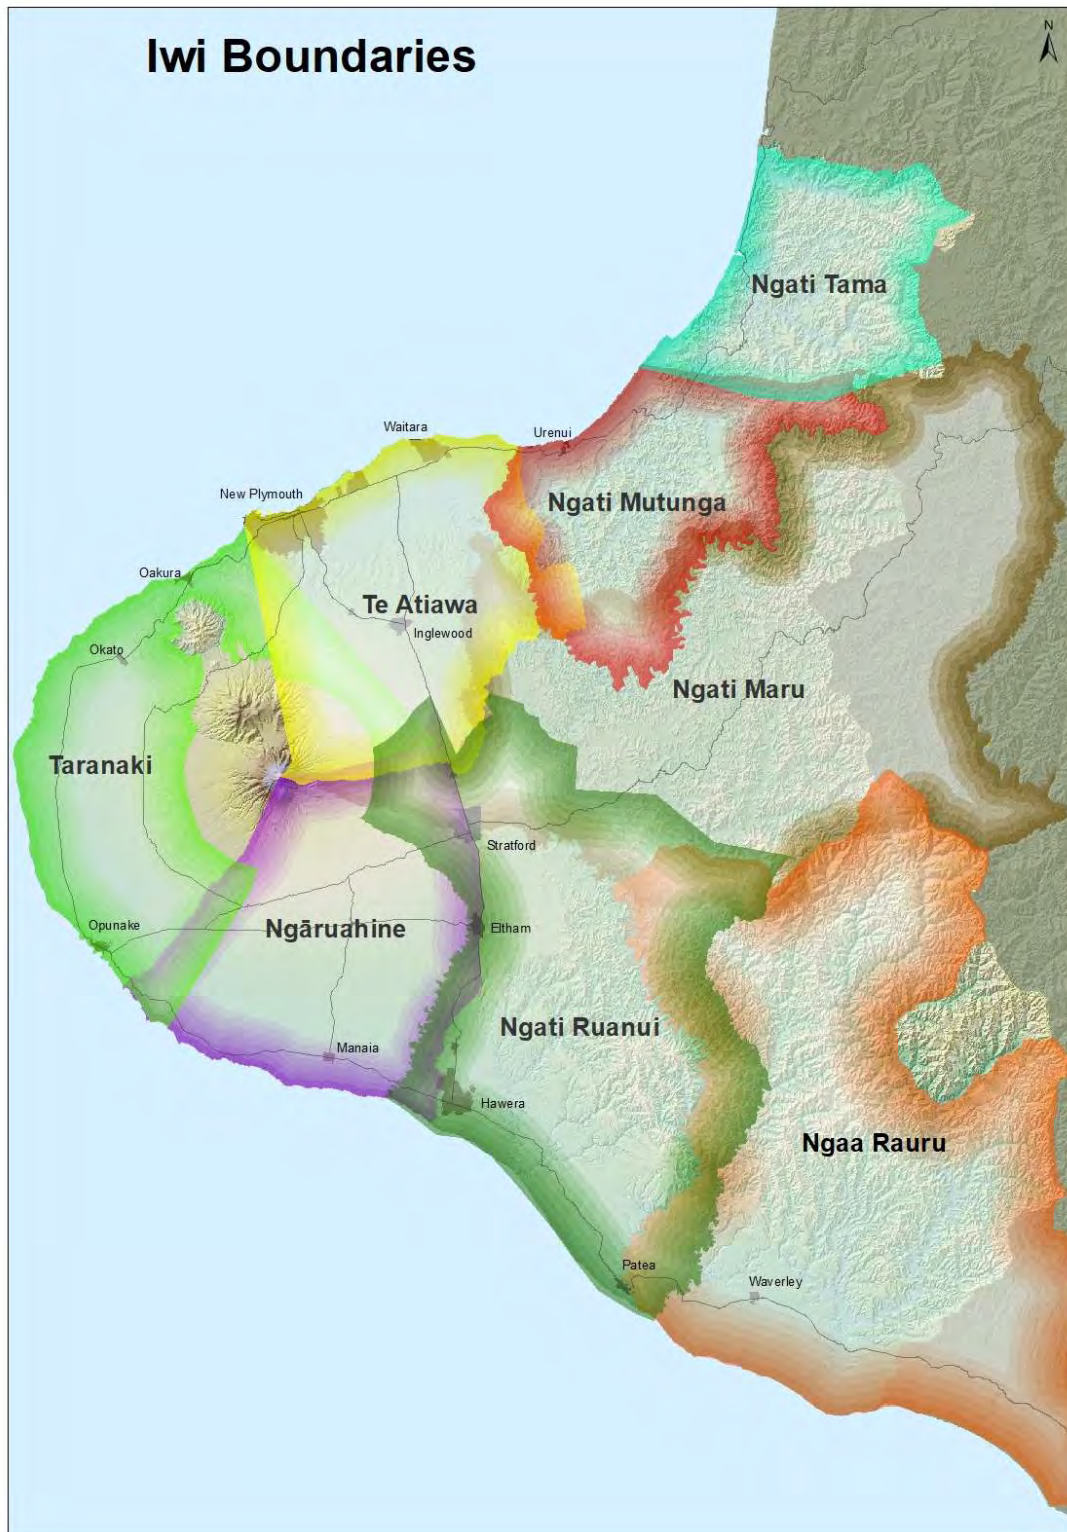 Iwi Boundaries
N
Ngati Tama
Waitara
Urenui
New Plymouth
Ngati Mutunga
Oakura
Te Atiawa
Inglewood
Okato
Ngati Maru
Taranaki
Stratford
Opunake
Ngāruahine
Eltham
Ngati Ruanui
Manaia
Hawera
Ngaa Rauru
Patea
Waverley